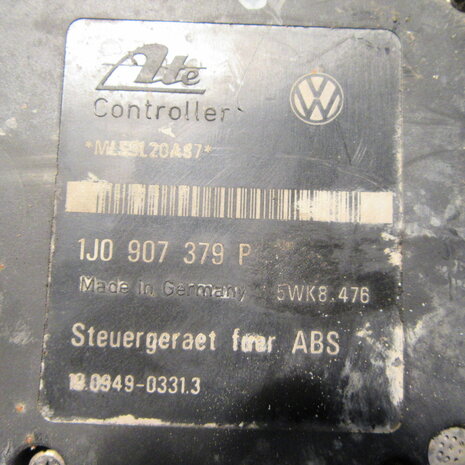 Ate
Controller
1J0 907 379 P
Made in Germany 5WK8 476
Steuergeraet fuer ABS
10.0949-0331.3